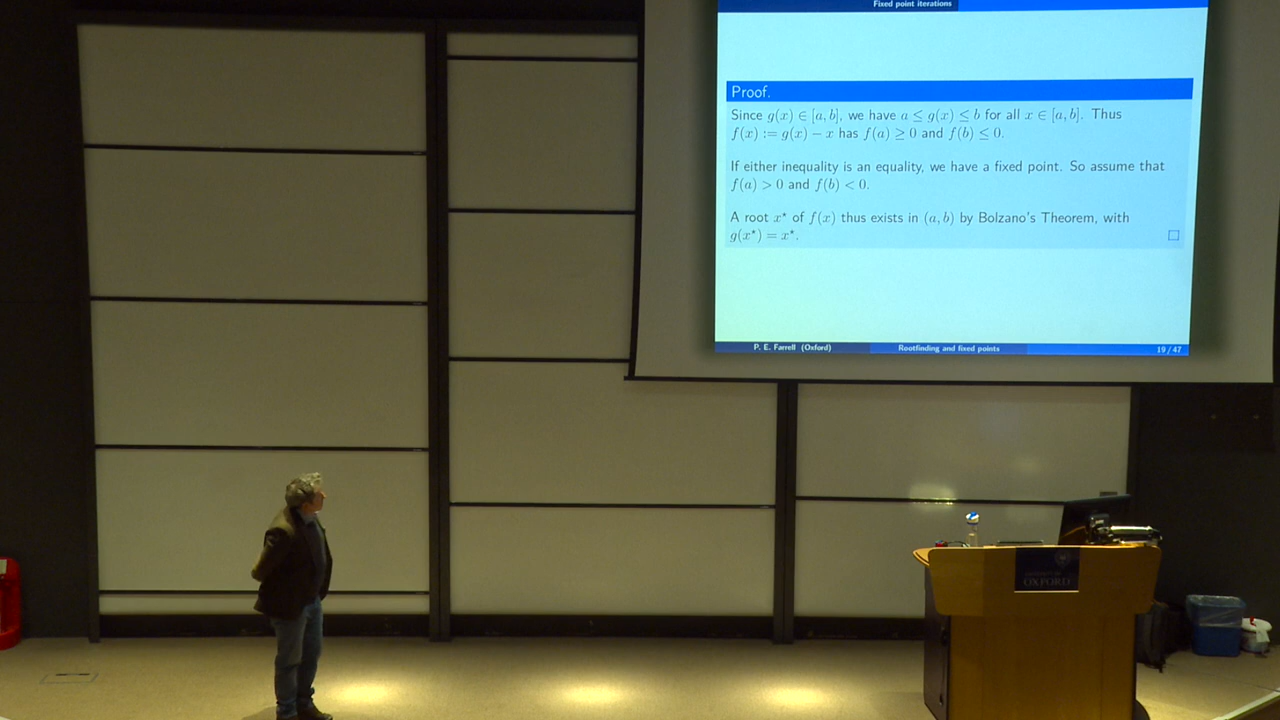 Fixed point iterations
Proof.
Since g(x) ∈ [a, b], we have a ≤ g(x) ≤ b for all x ∈ [a, b]. Thus
f(x) := g(x) − x has f(a) ≥ 0 and f(b) ≤ 0.
If either inequality is an equality, we have a fixed point. So assume that
f(a) > 0 and f(b) < 0.
A root x⋆ of f(x) thus exists in (a, b) by Bolzano's Theorem, with
g(x⋆) = x⋆.
P. E. Farrell (Oxford)
Rootfinding and fixed points
19 / 47
UNIVERSITY OF
OXFORD